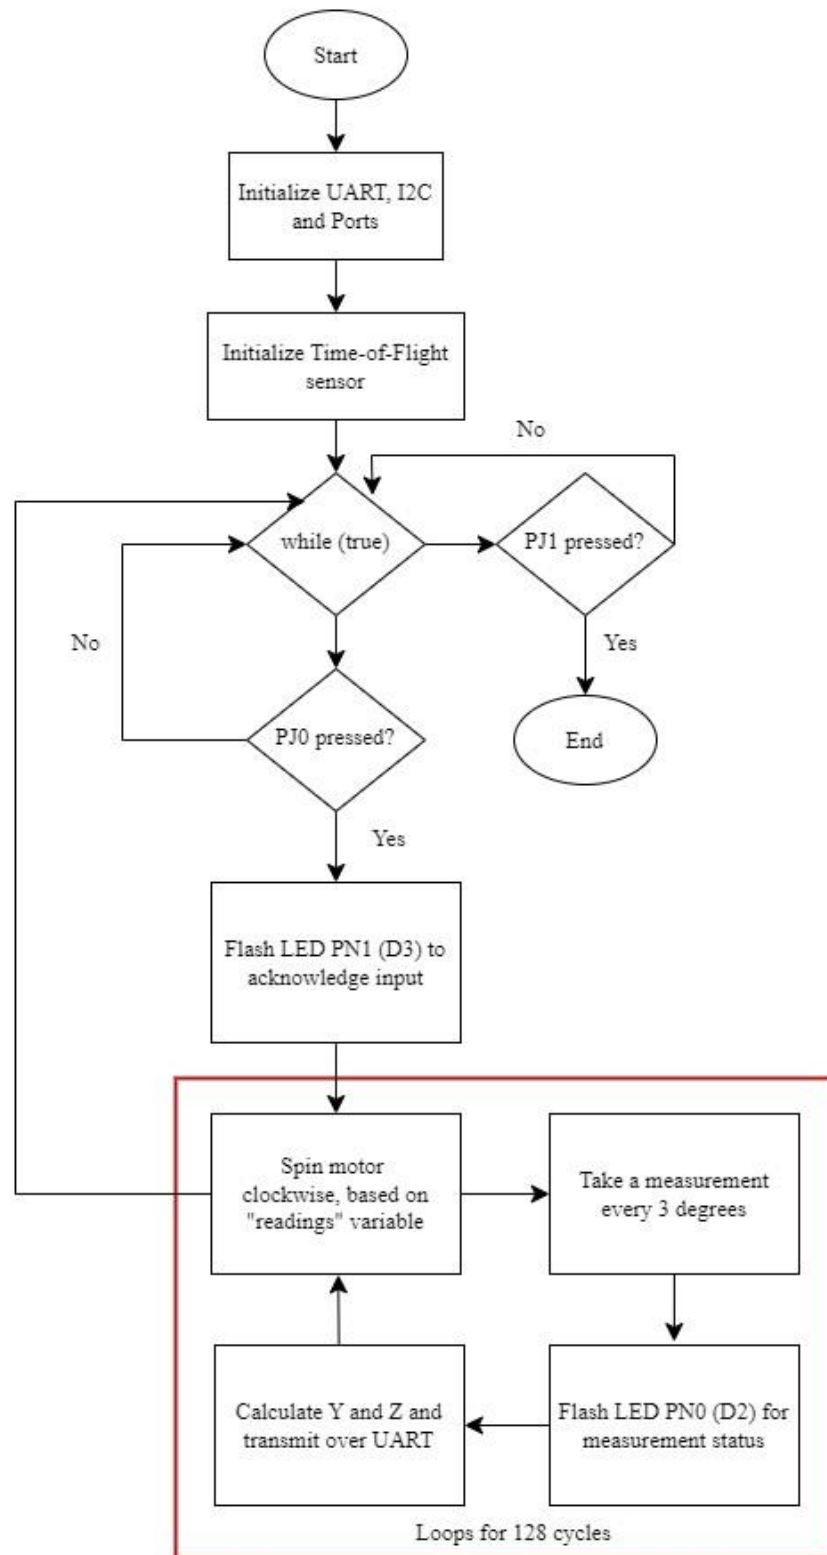 Start
Initialize UART, I2C
and Ports
Initialize Time-of-Flight
sensor
No
while (true)
PJ1 pressed?
No
Yes
PJ0 pressed?
End
Yes
Flash LED PN1 (D3) to
acknowledge input
Spin motor
clockwise, based on
"readings" variable
Take a measurement
every 3 degrees
Calculate Y and Z and
transmit over UART
Flash LED PN0 (D2) for
measurement status
Loops for 128 cycles